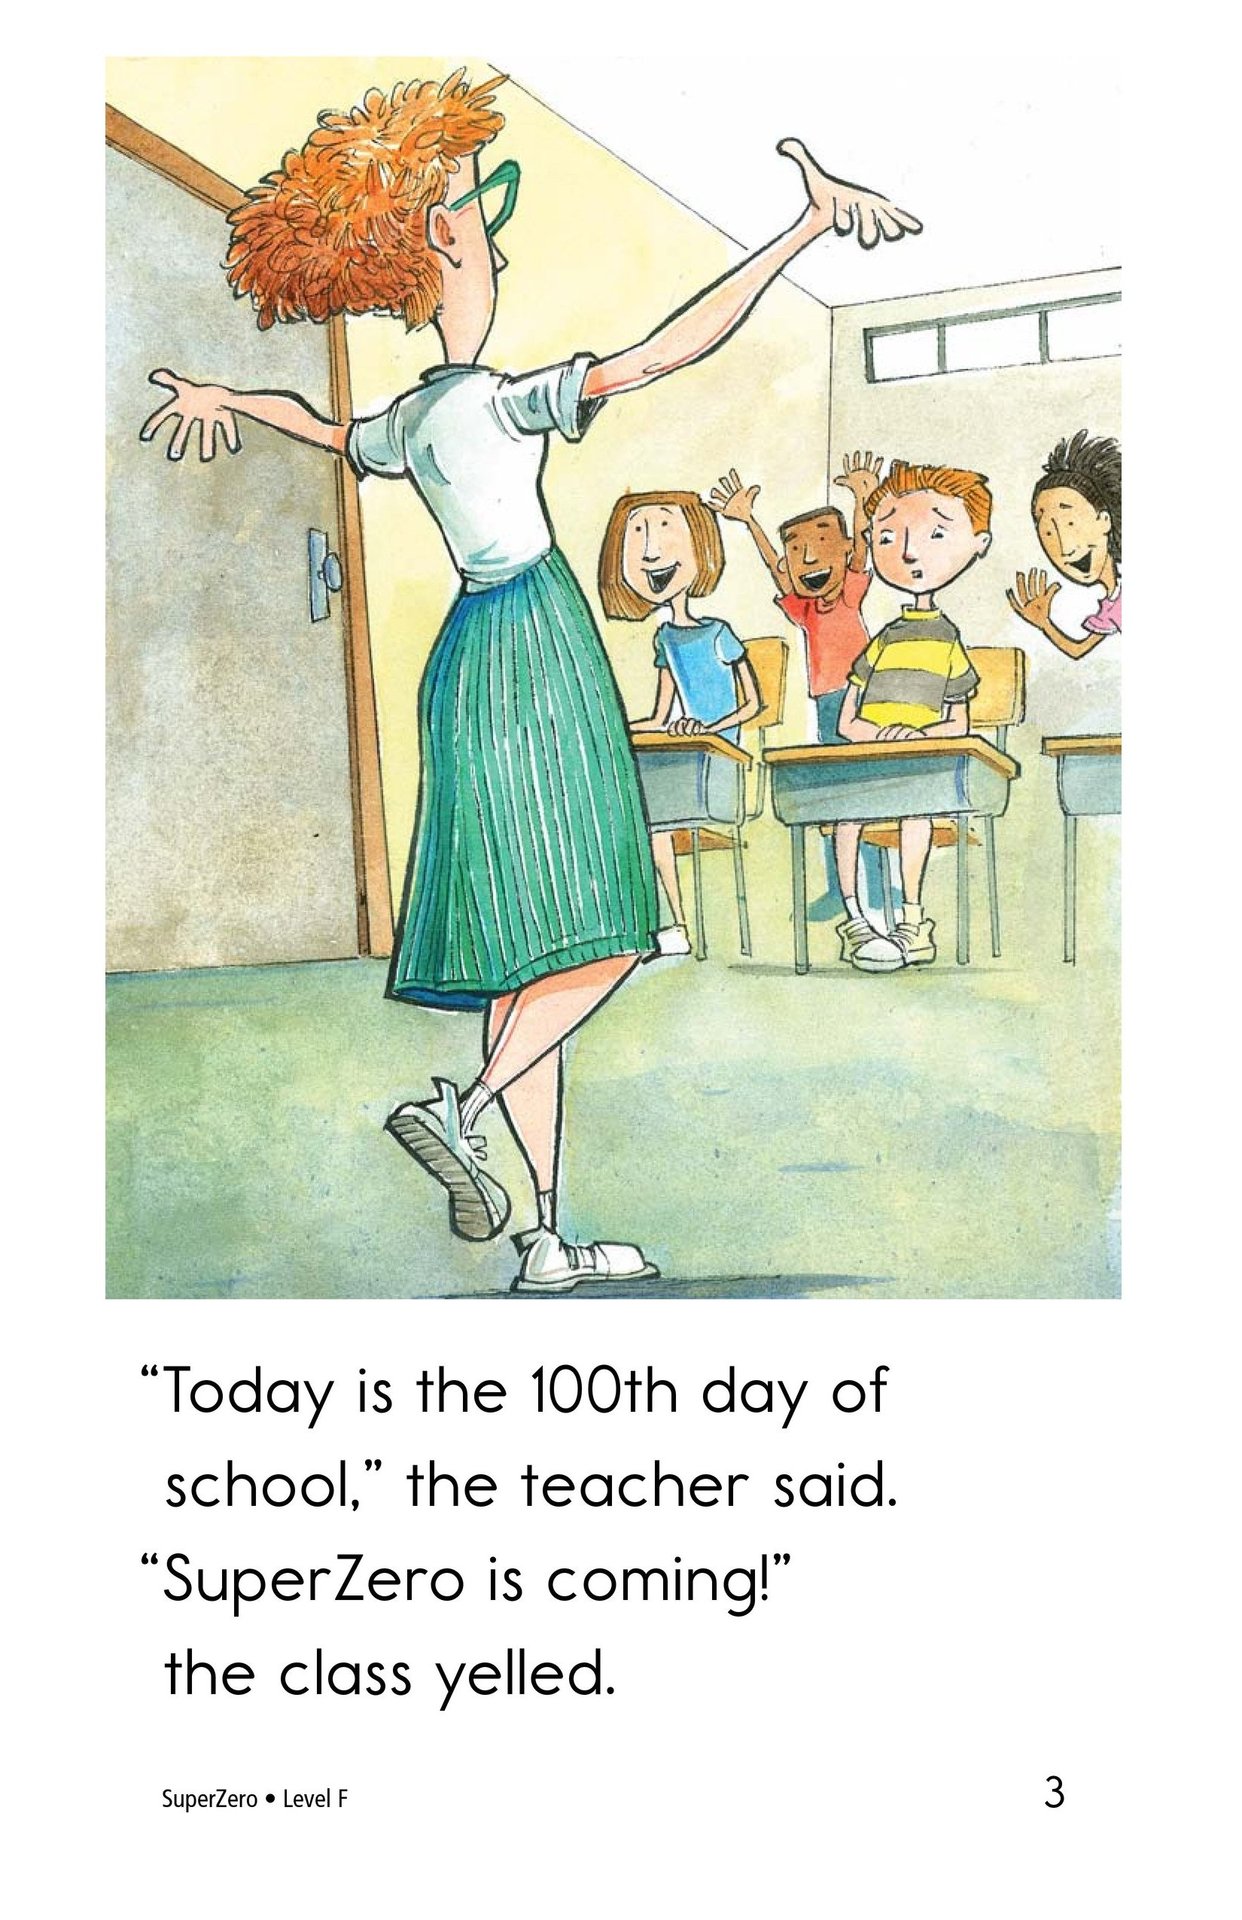 “Today is the 100th day of
school,” the teacher said.
“SuperZero is coming!”
the class yelled.
SuperZero • Level F
3